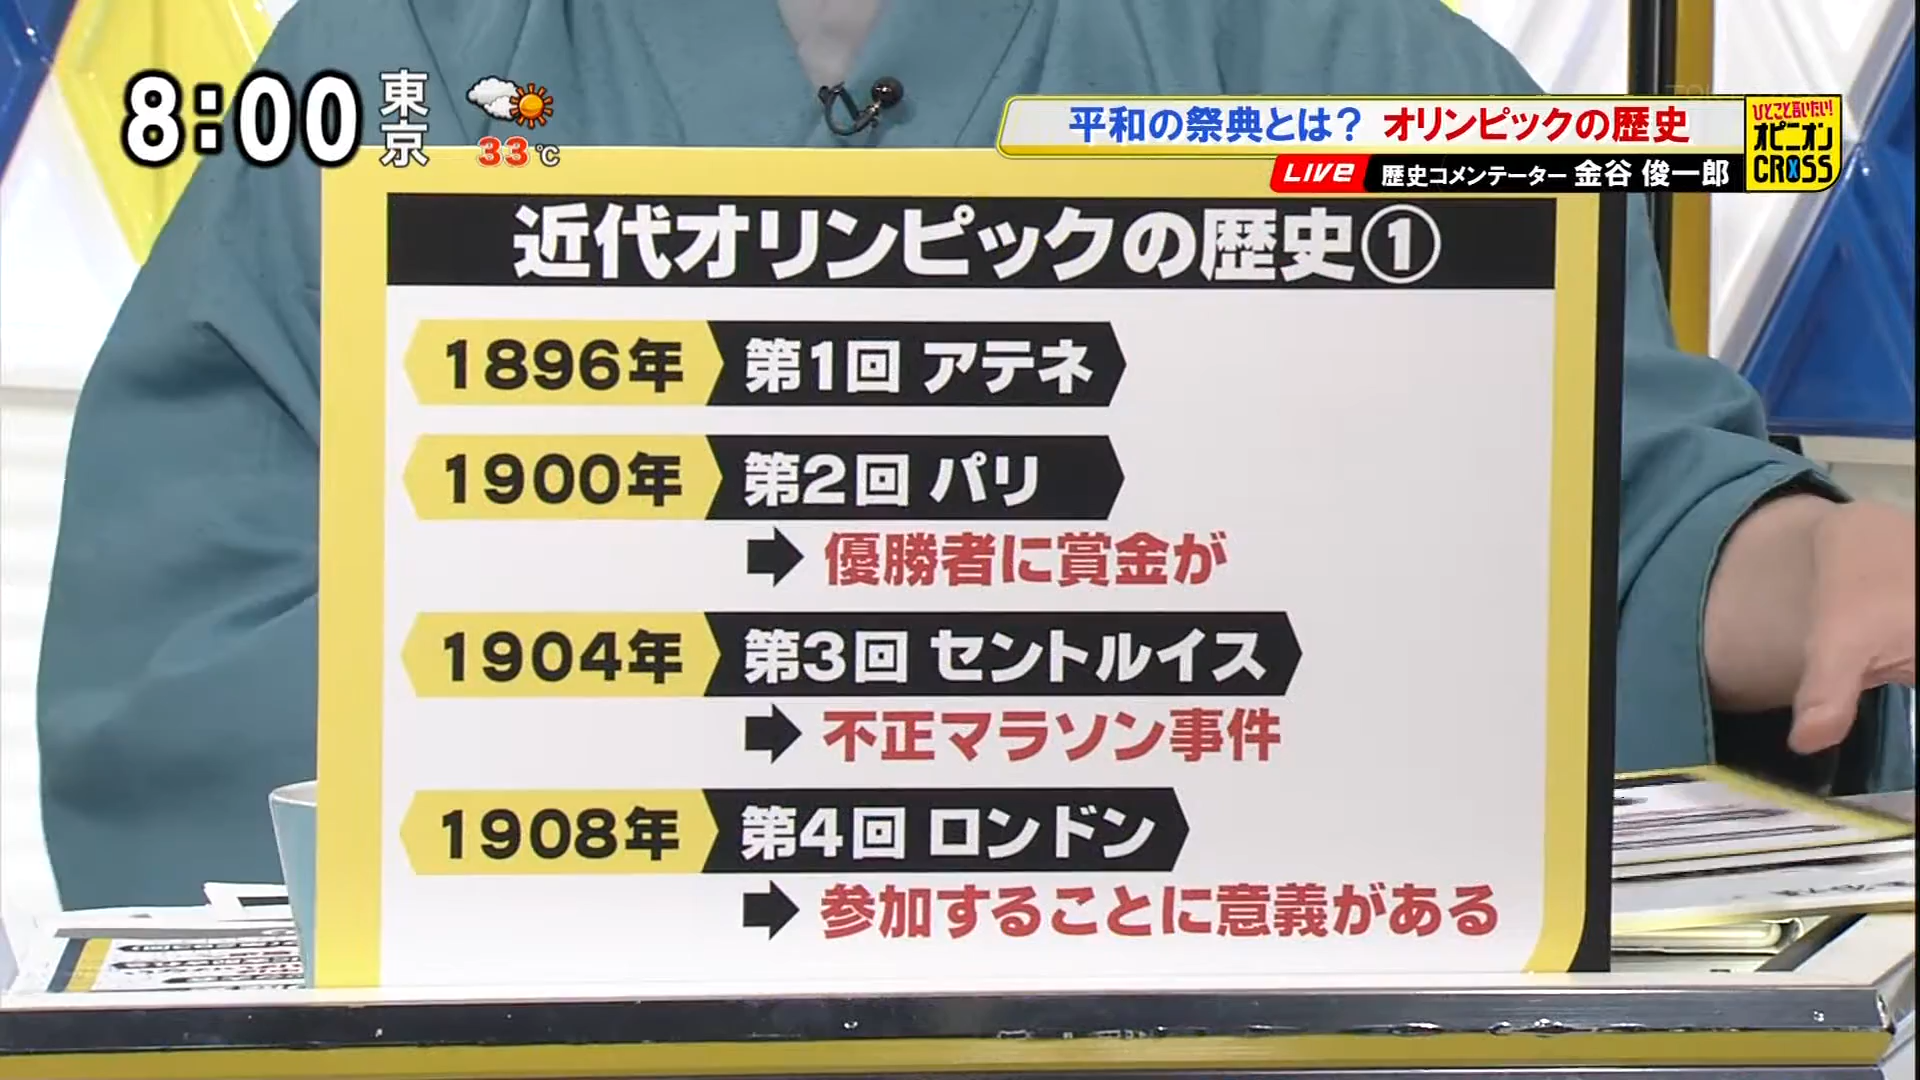 8:00
東京
33℃
平和の祭典とは? オリンピックの歴史
ひとこと言いたい!
オピニオン
CROSS
LIVE 歴史コメンテーター 金谷 俊一郎
近代オリンピックの歴史①
1896年 第1回 アテネ
1900年 第2回 パリ
➡ 優勝者に賞金が
1904年 第3回 セントルイス
➡ 不正マラソン事件
1908年 第4回 ロンドン
➡ 参加することに意義がある